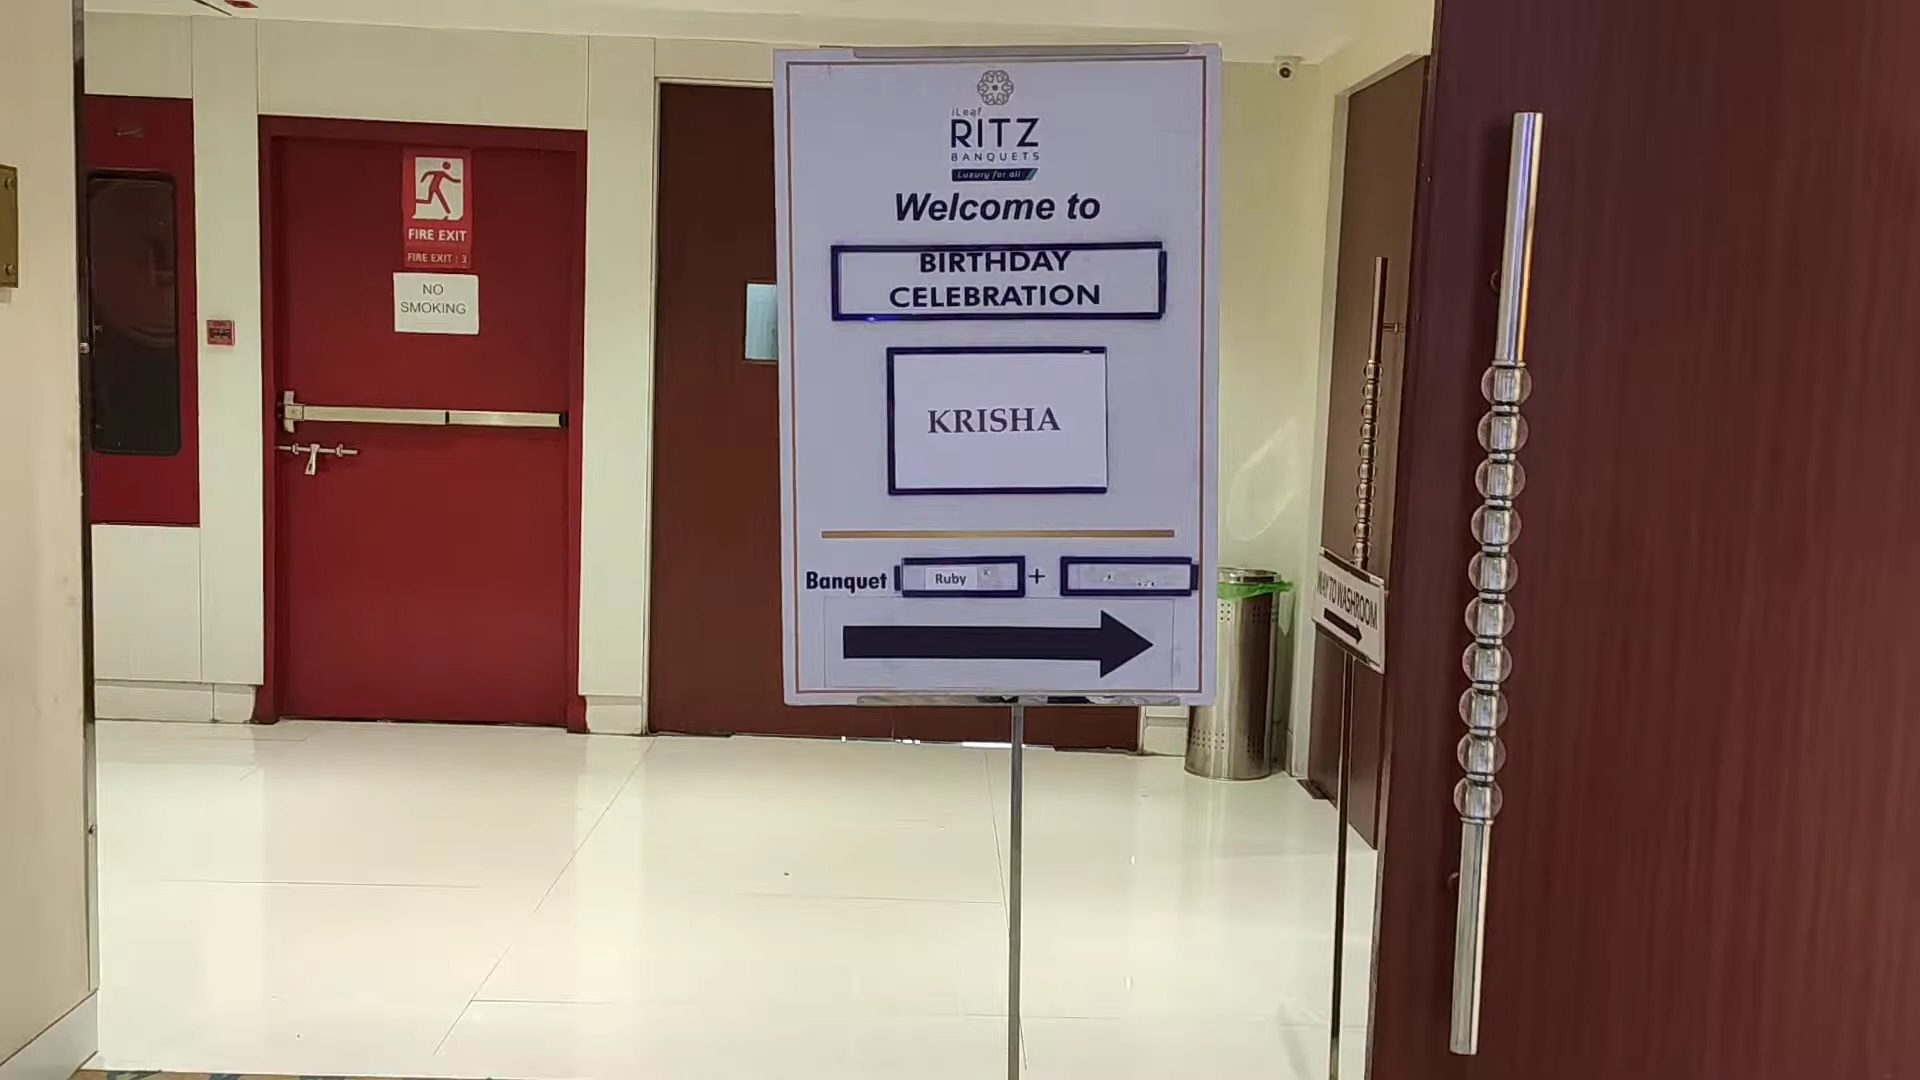 FIRE EXIT
FIRE EXIT : 3
NO
SMOKING
iLeaf
RITZ
BANQUETS
Luxury for all
Welcome to
BIRTHDAY
CELEBRATION
KRISHA
Banquet Ruby +
WAY TO WASHROOM